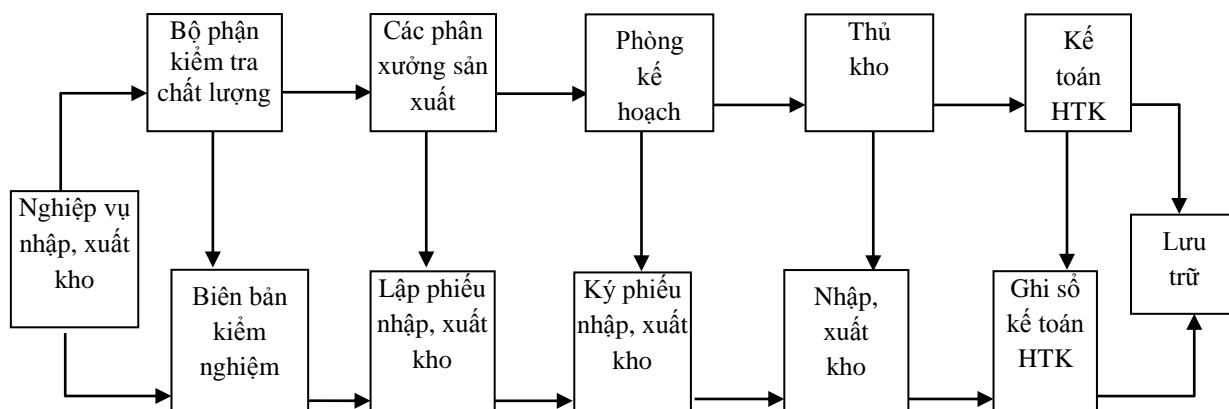 Bộ phận
kiểm tra
chất lượng
Các phân
xưởng sản
xuất
Phòng
kế
hoạch
Thủ
kho
Kế
toán
HTK
Nghiệp vụ
nhập, xuất
kho
Lưu
trữ
Biên bản
kiểm
nghiệm
Lập phiếu
nhập, xuất
kho
Ký phiếu
nhập, xuất
kho
Nhập,
xuất
kho
Ghi sổ
kế toán
HTK